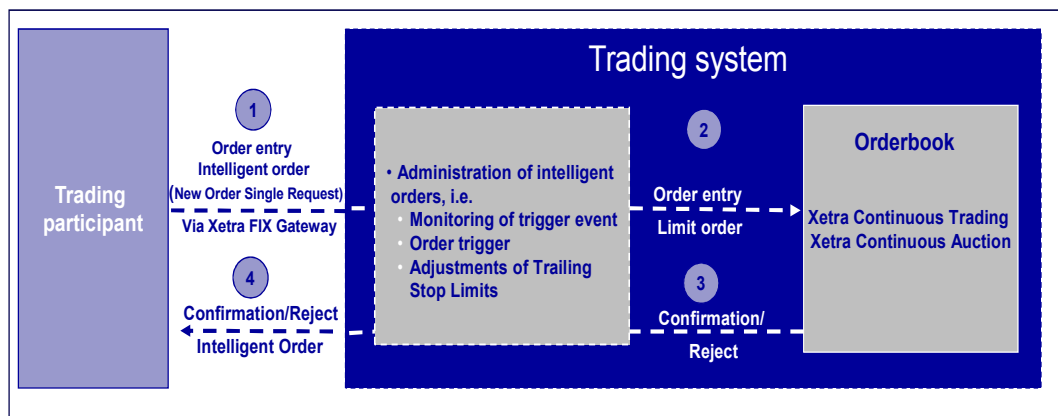 Trading system
1
Order entry
Intelligent order
(New Order Single Request)
Via Xetra FIX Gateway
Trading
participant
4
Confirmation/Reject
Intelligent Order
• Administration of intelligent
orders, i.e.
• Monitoring of trigger event
• Order trigger
• Adjustments of Trailing
Stop Limits
2
Order entry
Limit order
3
Confirmation/
Reject
Orderbook
Xetra Continuous Trading
Xetra Continuous Auction